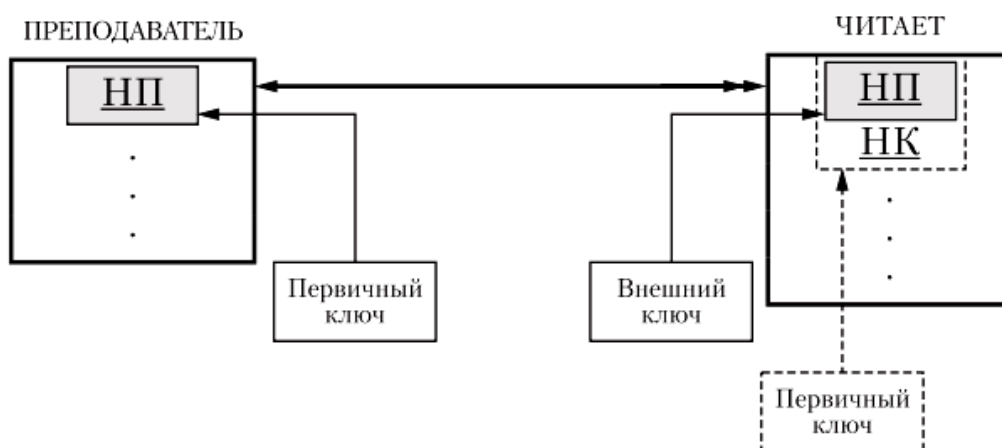 ПРЕПОДАВАТЕЛЬ
ЧИТАЕТ
НП
НП
НК
Первичный
ключ
Внешний
ключ
Первичный
ключ